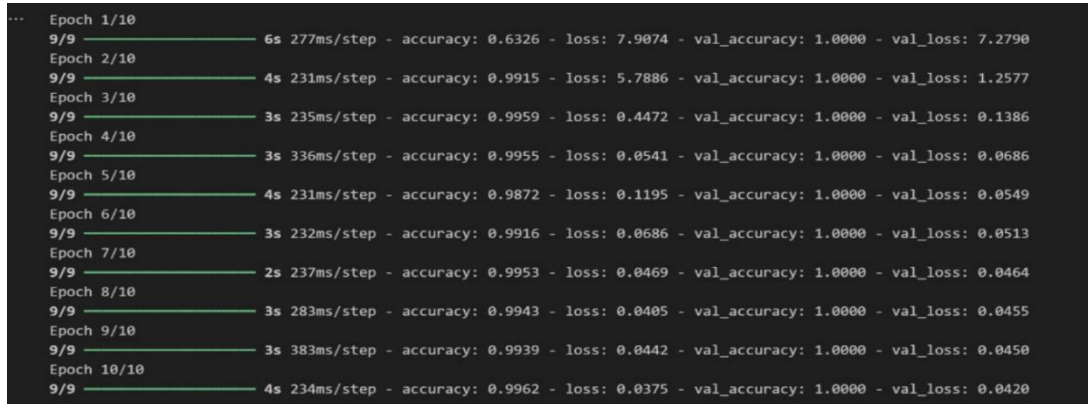 ...
Epoch 1/10
9/9 ━━━━━━━━━━━━━━━━━━━━ 6s 277ms/step - accuracy: 0.6326 - loss: 7.9074 - val_accuracy: 1.0000 - val_loss: 7.2790
Epoch 2/10
9/9 ━━━━━━━━━━━━━━━━━━━━ 4s 231ms/step - accuracy: 0.9915 - loss: 5.7886 - val_accuracy: 1.0000 - val_loss: 1.2577
Epoch 3/10
9/9 ━━━━━━━━━━━━━━━━━━━━ 3s 235ms/step - accuracy: 0.9959 - loss: 0.4472 - val_accuracy: 1.0000 - val_loss: 0.1386
Epoch 4/10
9/9 ━━━━━━━━━━━━━━━━━━━━ 3s 336ms/step - accuracy: 0.9955 - loss: 0.0541 - val_accuracy: 1.0000 - val_loss: 0.0686
Epoch 5/10
9/9 ━━━━━━━━━━━━━━━━━━━━ 4s 231ms/step - accuracy: 0.9872 - loss: 0.1195 - val_accuracy: 1.0000 - val_loss: 0.0549
Epoch 6/10
9/9 ━━━━━━━━━━━━━━━━━━━━ 3s 232ms/step - accuracy: 0.9916 - loss: 0.0686 - val_accuracy: 1.0000 - val_loss: 0.0513
Epoch 7/10
9/9 ━━━━━━━━━━━━━━━━━━━━ 2s 237ms/step - accuracy: 0.9953 - loss: 0.0469 - val_accuracy: 1.0000 - val_loss: 0.0464
Epoch 8/10
9/9 ━━━━━━━━━━━━━━━━━━━━ 3s 283ms/step - accuracy: 0.9943 - loss: 0.0405 - val_accuracy: 1.0000 - val_loss: 0.0455
Epoch 9/10
9/9 ━━━━━━━━━━━━━━━━━━━━ 3s 383ms/step - accuracy: 0.9939 - loss: 0.0442 - val_accuracy: 1.0000 - val_loss: 0.0450
Epoch 10/10
9/9 ━━━━━━━━━━━━━━━━━━━━ 4s 234ms/step - accuracy: 0.9962 - loss: 0.0375 - val_accuracy: 1.0000 - val_loss: 0.0420